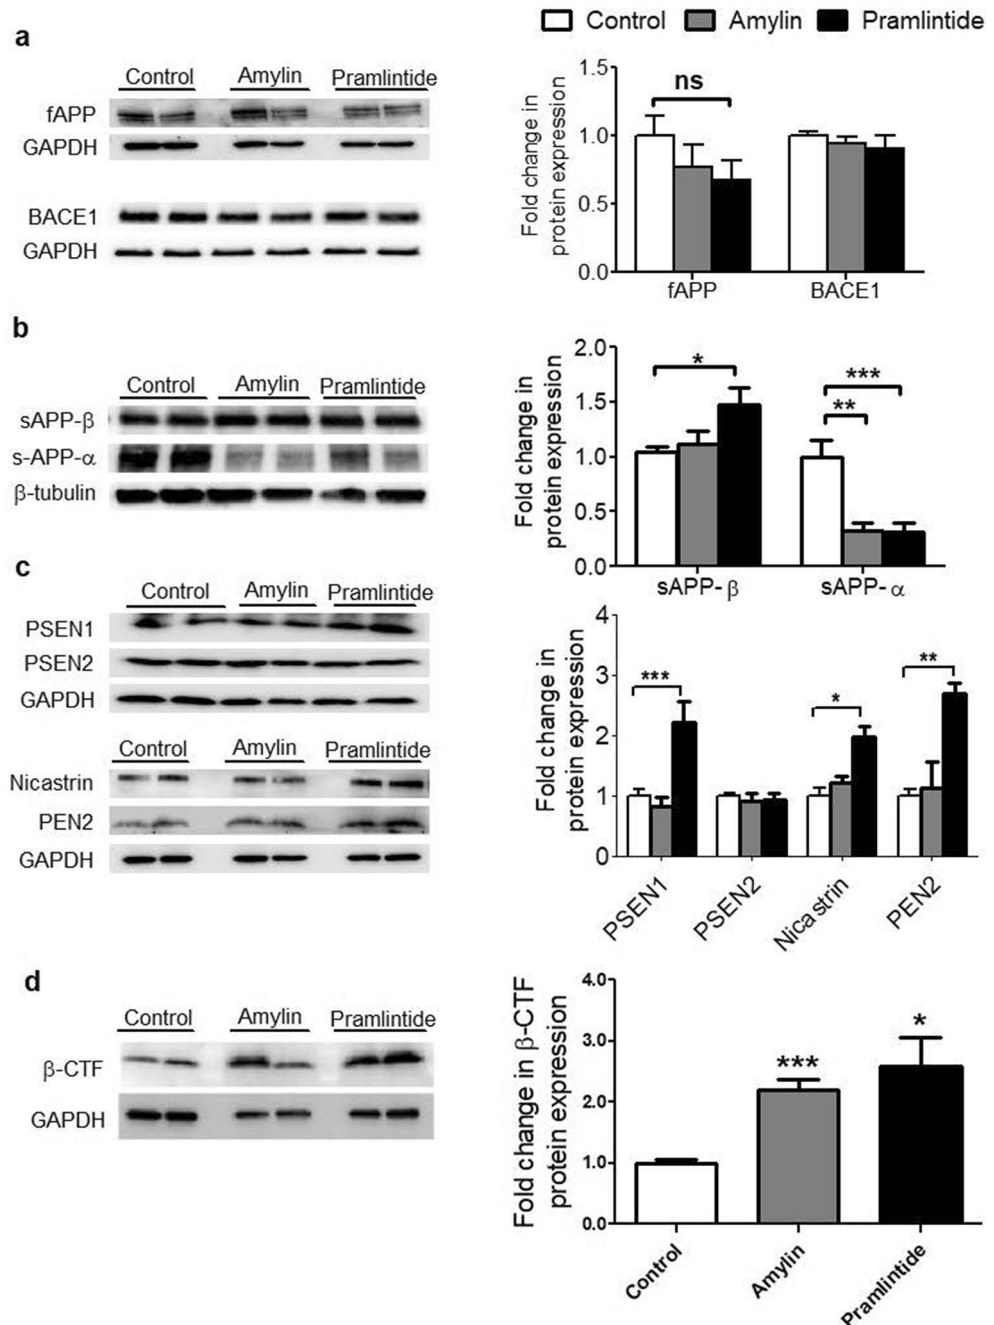 Control Amylin Pramlintide
a
Control Amylin Pramlintide
fAPP
GAPDH
BACE1
GAPDH
Fold change in
protein expression
1.5
1.0
0.5
0.0
ns
fAPP BACE1
b
Control Amylin Pramlintide
sAPP-β
s-APP-α
β-tubulin
Fold change in
protein expression
2.0
1.5
1.0
0.5
0.0
*
***
**
sAPP-β sAPP-α
c
Control Amylin Pramlintide
PSEN1
PSEN2
GAPDH
Control Amylin Pramlintide
Nicastrin
PEN2
GAPDH
Fold change in
protein expression
4
3
2
1
0
***
*
**
PSEN1 PSEN2 Nicastrin PEN2
d
Control Amylin Pramlintide
β-CTF
GAPDH
Fold change in β-CTF
protein expression
4.0
3.0
2.0
1.0
0.0
***
*
Control Amylin Pramlintide